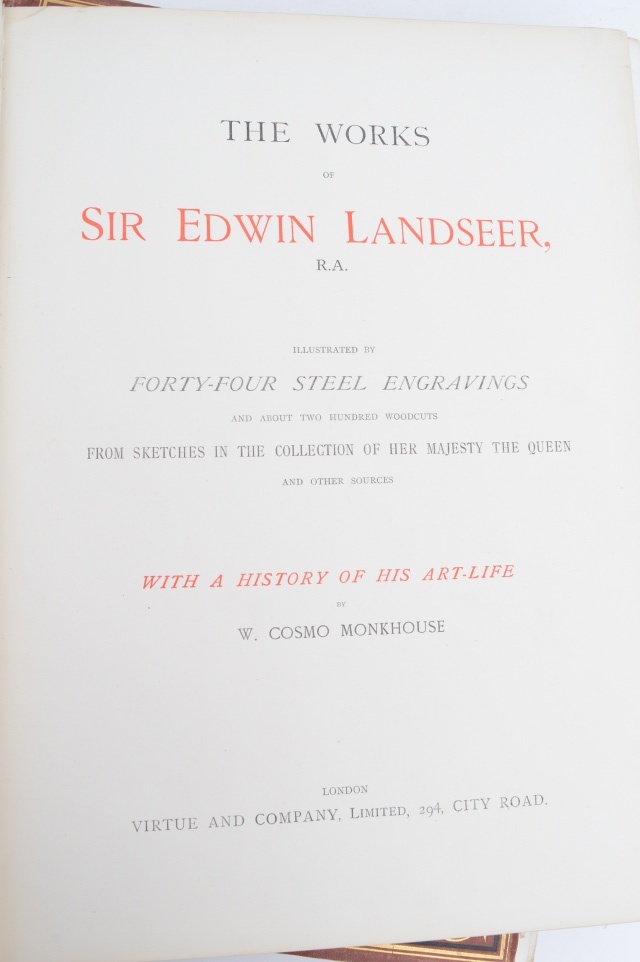 THE WORKS
OF
SIR EDWIN LANDSEER,
R.A.
ILLUSTRATED BY
FORTY-FOUR STEEL ENGRAVINGS
AND ABOUT TWO HUNDRED WOODCUTS
FROM SKETCHES IN THE COLLECTION OF HER MAJESTY THE QUEEN
AND OTHER SOURCES
WITH A HISTORY OF HIS ART-LIFE
BY
W. COSMO MONKHOUSE
LONDON
VIRTUE AND COMPANY, LIMITED, 294, CITY ROAD.